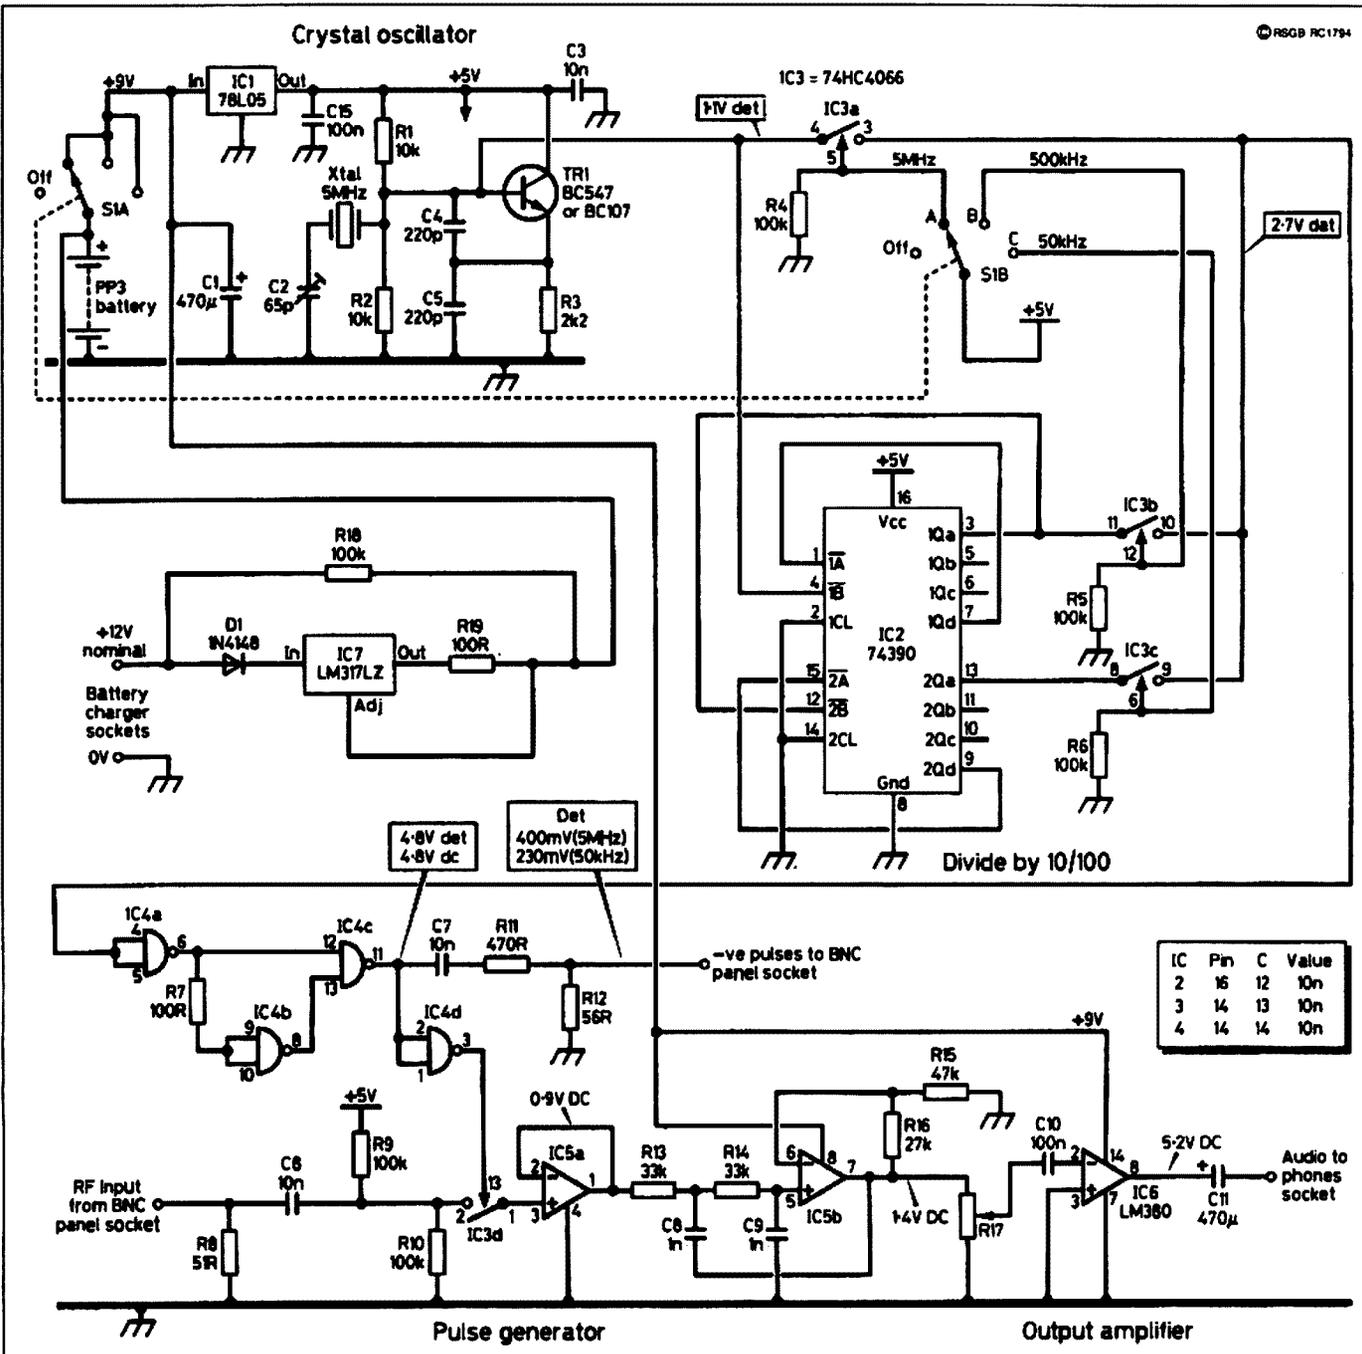 Crystal oscillator
©RSGB RC1794
+9V
In
IC1
78L05
Out
+5V
C3
10n
C15
100n
R1
10k
Off
S1A
Xtal
5MHz
TR1
BC547
or BC107
C4
220p
PP3
battery
+
-
C1
470µ
+
C2
65p
R2
10k
C5
220p
R3
2k2
1C3 = 74HC4066
1·1V det
IC3a
4
3
5
5MHz
500kHz
R4
100k
A
B
C
50kHz
Off
S1B
2·7V det
+5V
+5V
16
Vcc
1Qa
3
1Qb
5
1Qc
6
1Qd
7
1
1A
4
1B
2
1CL
IC2
74390
15
2A
12
2B
14
2CL
2Qa
13
2Qb
11
2Qc
10
2Qd
9
Gnd
8
IC3b
11
10
12
R5
100k
IC3c
8
9
6
R6
100k
Divide by 10/100
R18
100k
+12V
nominal
D1
1N4148
In
IC7
LM317LZ
Out
Adj
R19
100R
Battery
charger
sockets
0V
4·8V det
4·8V dc
Det
400mV(5MHz)
230mV(50kHz)
1C4a
4
5
6
R7
100R
IC4b
9
10
8
IC4c
12
13
11
C7
10n
R11
470R
-ve pulses to BNC
panel socket
R12
56R
IC4d
2
1
3
IC Pin C Value
2 16 12 10n
3 14 13 10n
4 14 14 10n
+9V
+5V
R9
100k
RF Input
from BNC
panel socket
C6
10n
R8
51R
R10
100k
13
2
1
IC3d
0·9V DC
IC5a
2
3
1
4
-
+
R13
33k
R14
33k
C8
1n
C9
1n
6
5
8
7
-
+
IC5b
R15
47k
R16
27k
1·4V DC
R17
C10
100n
2
3
14
8
7
-
+
IC6
LM380
5·2V DC
+
C11
470µ
Audio to
phones
socket
Pulse generator
Output amplifier